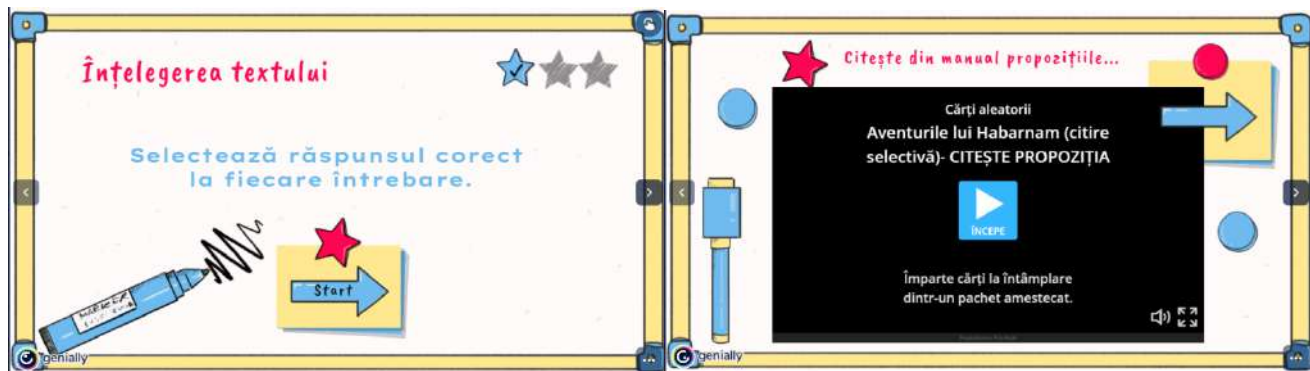 Înțelegerea textului
Selectează răspunsul corect
la fiecare întrebare.
MARKER
Start
genially
Citește din manual propozițiile...
Cărți aleatorii
Aventurile lui Habarnam (citire
selectivă)- CITEȘTE PROPOZIȚIA
ÎNCEPE
Împarte cărți la întâmplare
dintr-un pachet amestecat.
genially